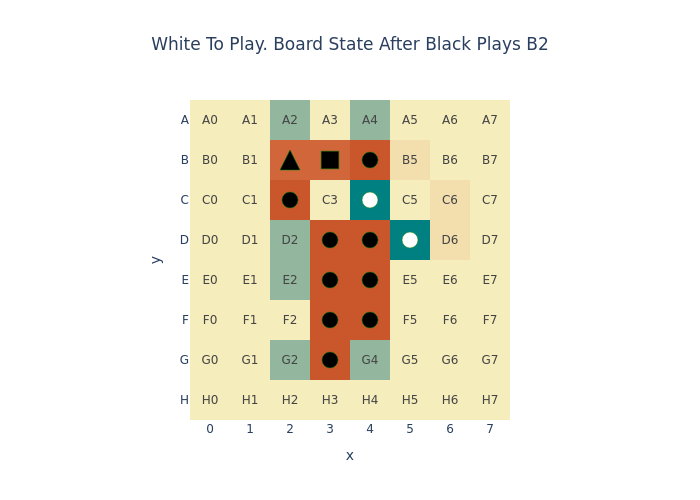 White To Play. Board State After Black Plays B2
A A0 A1 A2 A3 A4 A5 A6 A7
B B0 B1 B5 B6 B7
C C0 C1 C3 C5 C6 C7
D D0 D1 D2 D6 D7
y
E E0 E1 E2 E5 E6 E7
F F0 F1 F2 F5 F6 F7
G G0 G1 G2 G4 G5 G6 G7
H H0 H1 H2 H3 H4 H5 H6 H7
0 1 2 3 4 5 6 7
x